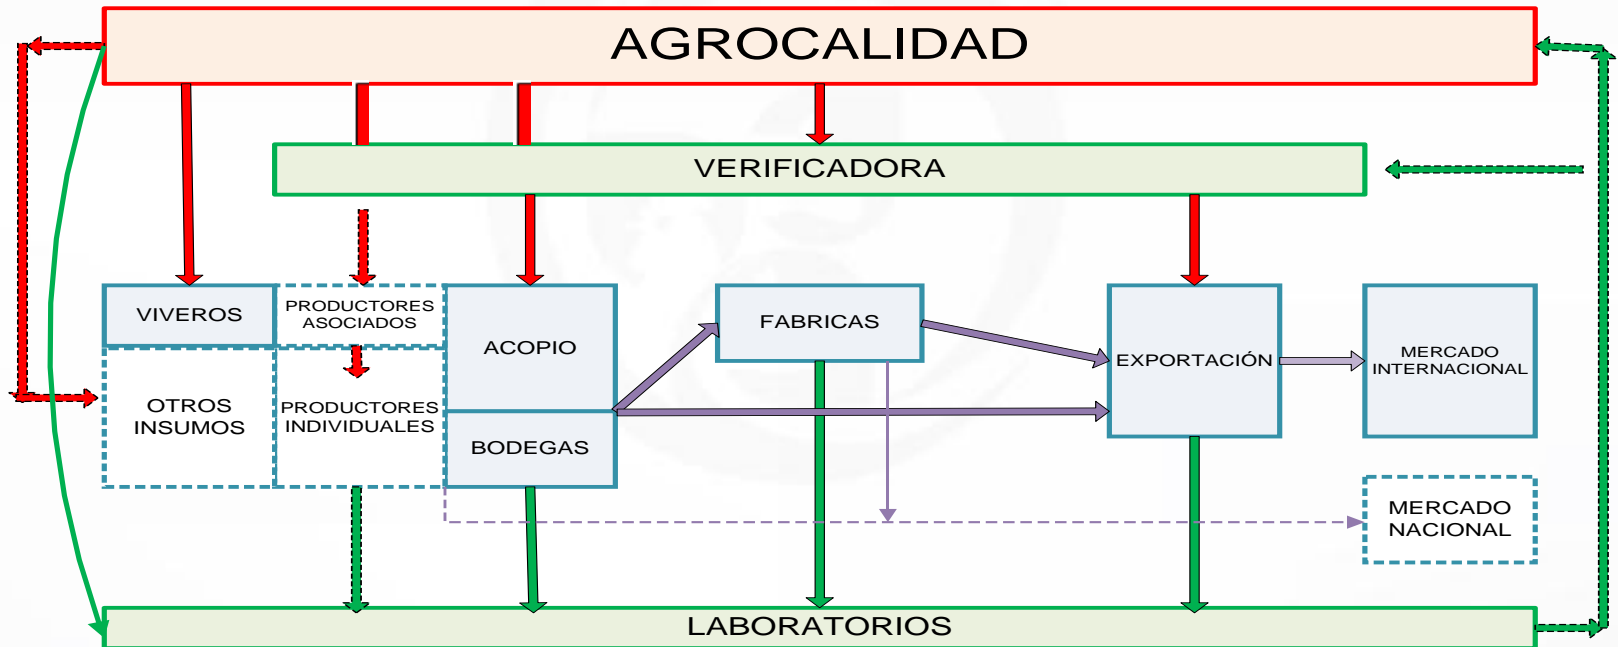 AGROCALIDAD
VERIFICADORA
VIVEROS
PRODUCTORES
ASOCIADOS
ACOPIO
FABRICAS
EXPORTACIÓN
MERCADO
INTERNACIONAL
OTROS
INSUMOS
PRODUCTORES
INDIVIDUALES
BODEGAS
MERCADO
NACIONAL
LABORATORIOS